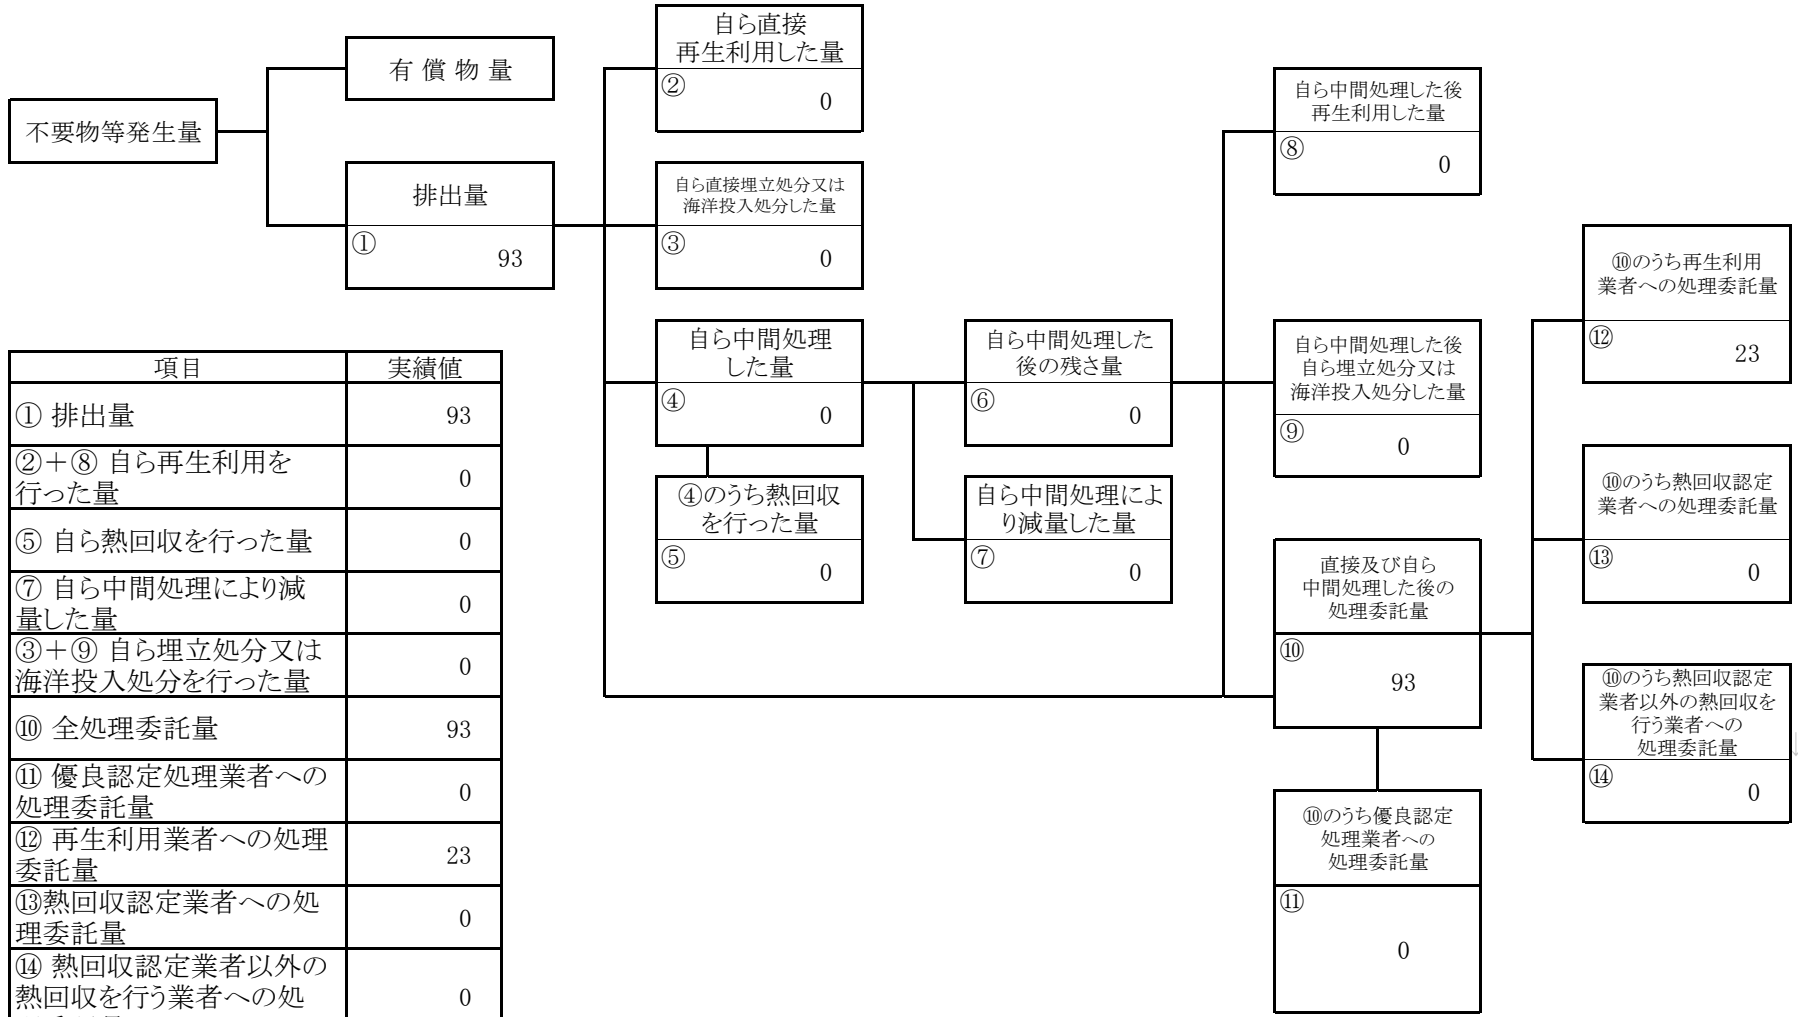 不要物等発生量
有 償 物 量
排出量
①
93
自ら直接
再生利用した量
②
0
自ら直接埋立処分又は
海洋投入処分した量
③
0
自ら中間処理
した量
④
0
④のうち熱回収
を行った量
⑤
0
自ら中間処理した
後の残さ量
⑥
0
自ら中間処理によ
り減量した量
⑦
0
自ら中間処理した後
再生利用した量
⑧
0
自ら中間処理した後
自ら埋立処分又は
海洋投入処分した量
⑨
0
直接及び自ら
中間処理した後の
処理委託量
⑩
93
⑩のうち優良認定
処理業者への
処理委託量
⑪
0
⑩のうち再生利用
業者への処理委託量
⑫
23
⑩のうち熱回収認定
業者への処理委託量
⑬
0
⑩のうち熱回収認定
業者以外の熱回収を
行う業者への
処理委託量
⑭
0
項目 実績値
① 排出量 93
②＋⑧ 自ら再生利用を
行った量 0
⑤ 自ら熱回収を行った量 0
⑦ 自ら中間処理により減
量した量 0
③＋⑨ 自ら埋立処分又は
海洋投入処分を行った量 0
⑩ 全処理委託量 93
⑪ 優良認定処理業者への
処理委託量 0
⑫ 再生利用業者への処理
委託量 23
⑬熱回収認定業者への処
理委託量 0
⑭ 熱回収認定業者以外の
熱回収を行う業者への処 0